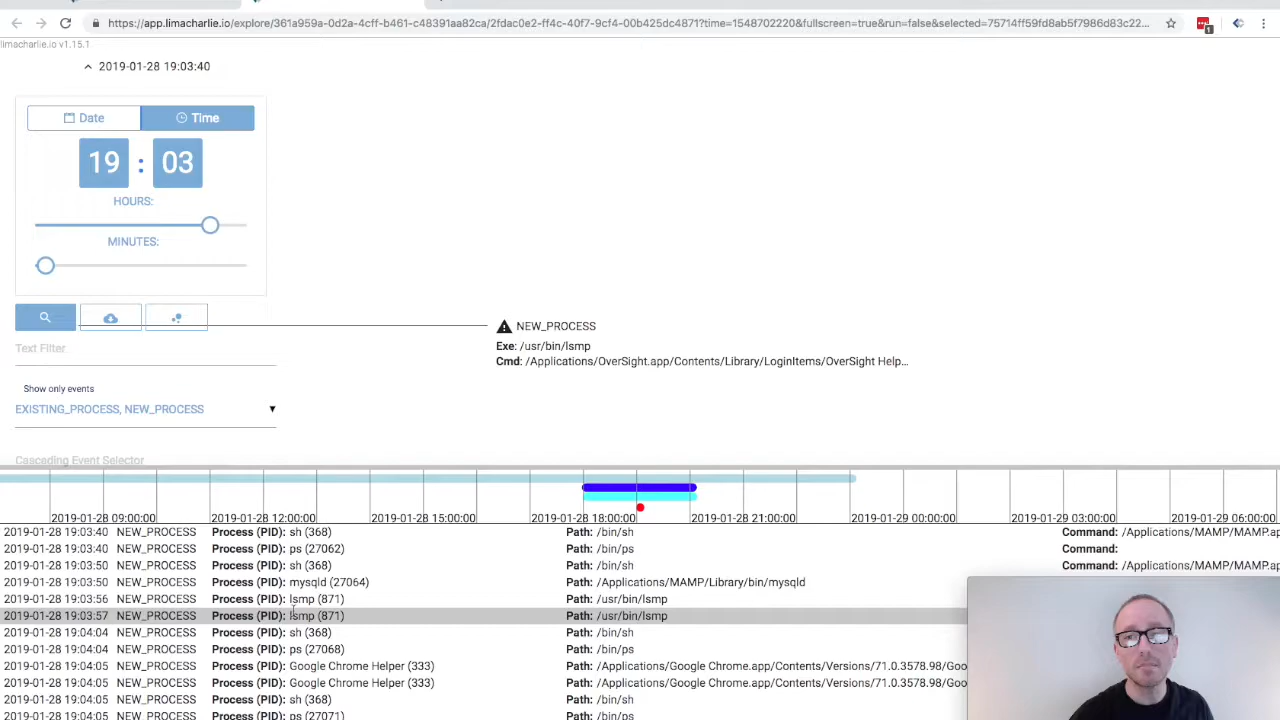 https://app.limacharlie.io/explore/361a959a-0d2a-4cff-b461-c48391aa82ca/2fdac0e2-ff4c-40f7-9cf4-00b425dc4871?time=1548702220&fullscreen=true&run=false&selected=75714ff59fd8ab5f7986d83c22...
limacharlie.io v1.15.1
2019-01-28 19:03:40
Date Time
19 : 03
HOURS:
MINUTES:
NEW_PROCESS
Exe: /usr/bin/lsmp
Cmd: /Applications/OverSight.app/Contents/Library/LoginItems/OverSight Help...
Text Filter
Show only events
EXISTING_PROCESS, NEW_PROCESS
Cascading Event Selector
2019-01-28 09:00:00 2019-01-28 12:00:00 2019-01-28 15:00:00 2019-01-28 18:00:00 2019-01-28 21:00:00 2019-01-29 00:00:00 2019-01-29 03:00:00 2019-01-29 06:00:00
2019-01-28 19:03:40 NEW_PROCESS Process (PID): sh (368) Path: /bin/sh Command: /Applications/MAMP/MAMP.ap
2019-01-28 19:03:40 NEW_PROCESS Process (PID): ps (27062) Path: /bin/ps Command:
2019-01-28 19:03:50 NEW_PROCESS Process (PID): sh (368) Path: /bin/sh Command: /Applications/MAMP/MAMP.ap
2019-01-28 19:03:50 NEW_PROCESS Process (PID): mysqld (27064) Path: /Applications/MAMP/Library/bin/mysqld
2019-01-28 19:03:56 NEW_PROCESS Process (PID): lsmp (871) Path: /usr/bin/lsmp
2019-01-28 19:03:57 NEW_PROCESS Process (PID): lsmp (871) Path: /usr/bin/lsmp
2019-01-28 19:04:04 NEW_PROCESS Process (PID): sh (368) Path: /bin/sh
2019-01-28 19:04:04 NEW_PROCESS Process (PID): ps (27068) Path: /bin/ps
2019-01-28 19:04:05 NEW_PROCESS Process (PID): Google Chrome Helper (333) Path: /Applications/Google Chrome.app/Contents/Versions/71.0.3578.98/Goo
2019-01-28 19:04:05 NEW_PROCESS Process (PID): Google Chrome Helper (333) Path: /Applications/Google Chrome.app/Contents/Versions/71.0.3578.98/Goo
2019-01-28 19:04:05 NEW_PROCESS Process (PID): sh (368) Path: /bin/sh
2019-01-28 19:04:05 NEW_PROCESS Process (PID): ps (27071) Path: /bin/ps